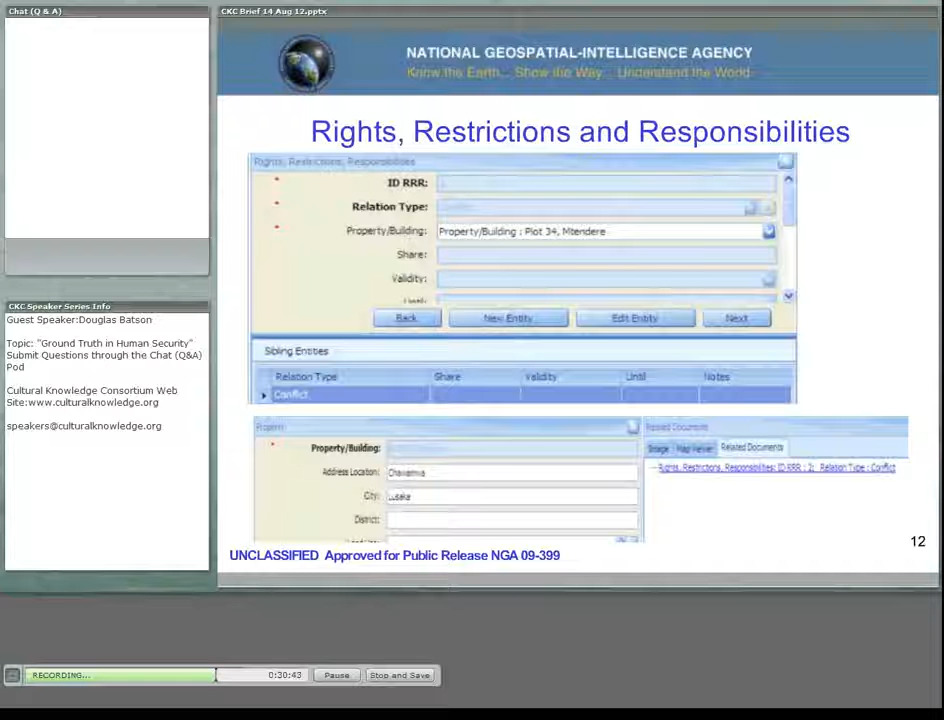 Chat (Q & A)
CKC Brief 14 Aug 12.pptx
NATIONAL GEOSPATIAL-INTELLIGENCE AGENCY
Know the Earth... Show the Way... Understand the World
Rights, Restrictions and Responsibilities
Rights, Restrictions, Responsibilities
* ID RRR:
* Relation Type:
* Property/Building: Property/Building : Plot 34, Mtendere
Share:
Validity:
Back New Entity Edit Entity Next
Sibling Entities
Relation Type Share Validity Until Notes
Conflict
Property
* Property/Building:
Address Location: Chawamma
City: Lusaka
District:
Related Documents
Image Map Viewer Related Documents
Rights, Restrictions, Responsibilities: ID RRR : 2; Relation Type : Conflict
12
UNCLASSIFIED Approved for Public Release NGA 09-399
CKC Speaker Series Info
Guest Speaker:Douglas Batson
Topic: "Ground Truth in Human Security"
Submit Questions through the Chat (Q&A)
Pod
Cultural Knowledge Consortium Web
Site:www.culturalknowledge.org
speakers@culturalknowledge.org
RECORDING... 0:30:43 Pause Stop and Save